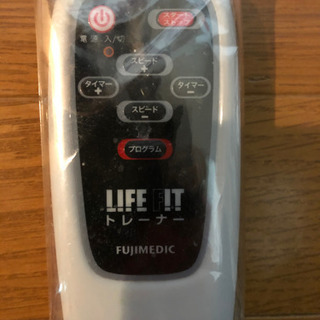 電源 入/切
スピード
+
タイマー
+
タイマー
−
スピード
−
プログラム
LIFE FIT
トレーナー
FUJIMEDIC